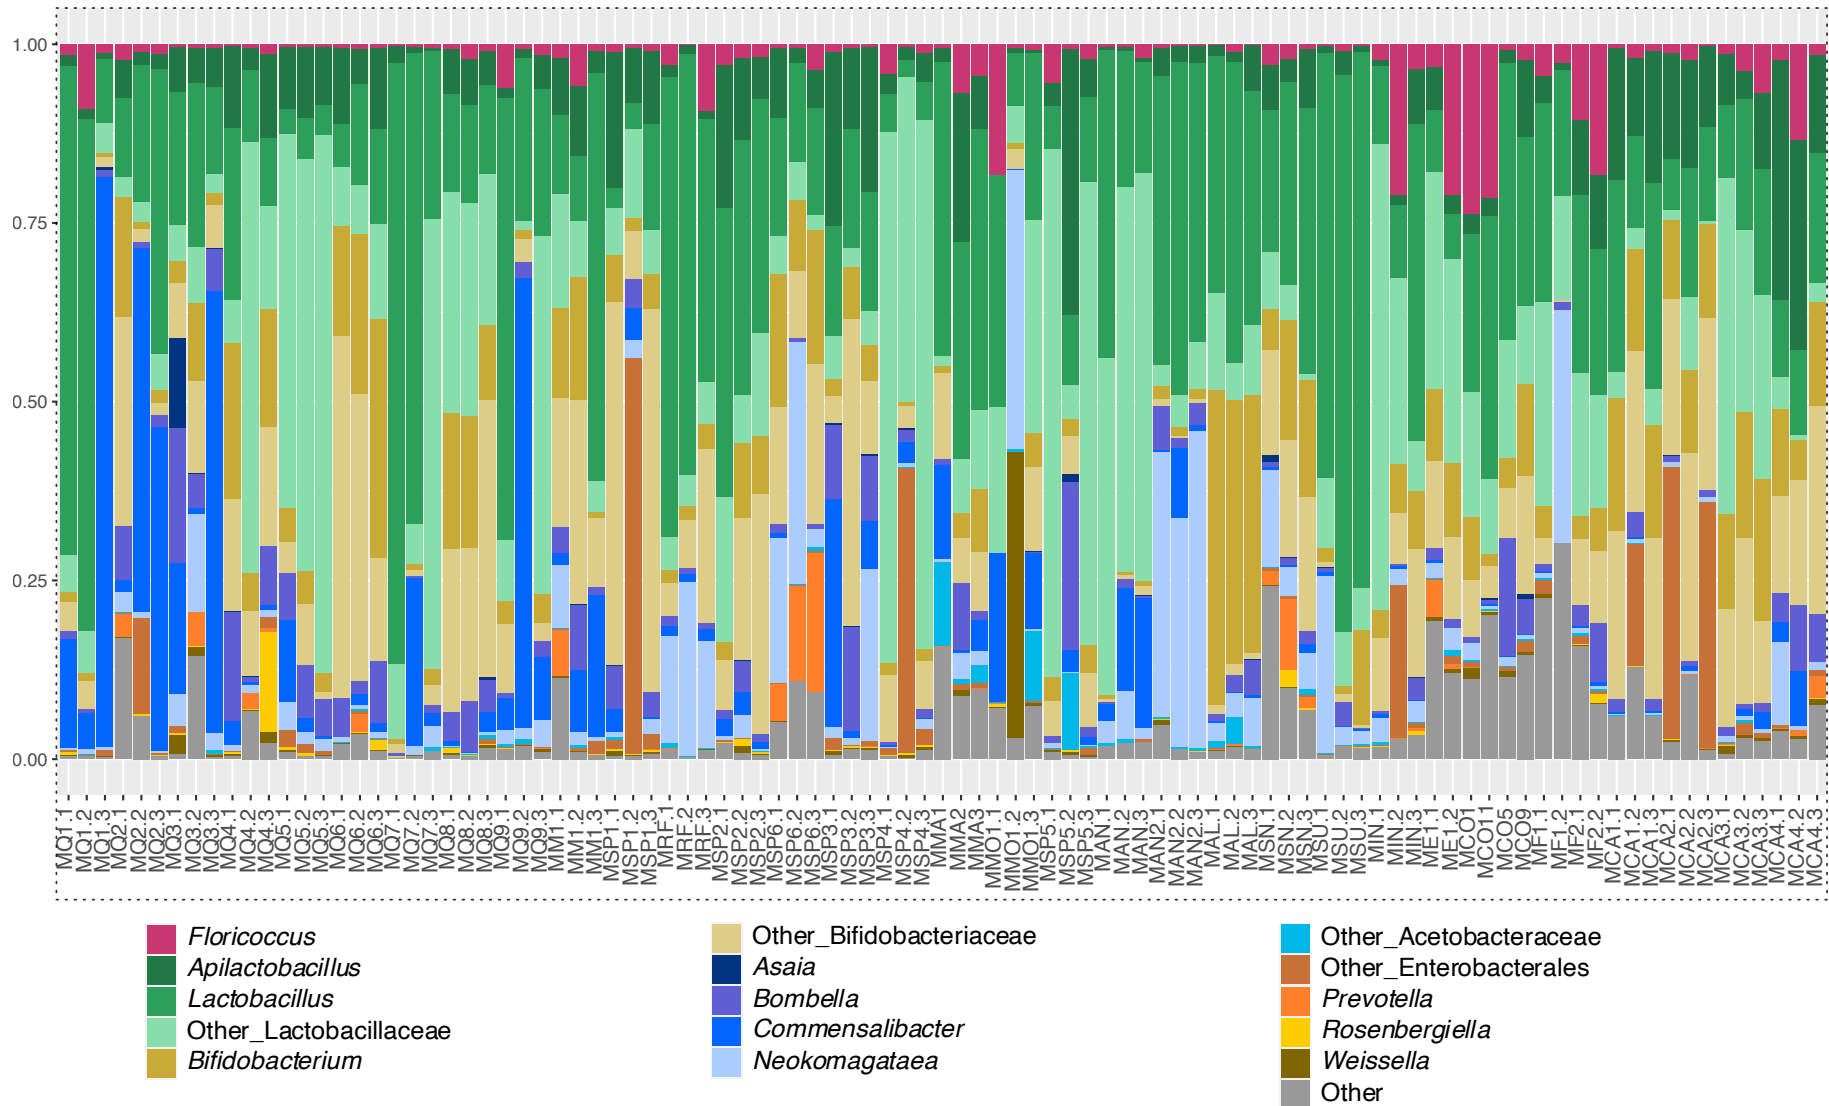 1.00
0.75
0.50
0.25
0.00
MQ1.1
MQ1.2
MQ1.3
MQ2.1
MQ2.2
MQ2.3
MQ3.1
MQ3.2
MQ3.3
MQ4.1
MQ4.2
MQ4.3
MQ5.1
MQ5.2
MQ5.3
MQ6.1
MQ6.2
MQ6.3
MQ7.1
MQ7.2
MQ7.3
MQ8.1
MQ8.2
MQ8.3
MQ9.1
MQ9.2
MQ9.3
MM1.1
MM1.2
MM1.3
MSP1.1
MSP1.2
MSP1.3
MRF.1
MRF.2
MRF.3
MSP2.1
MSP2.2
MSP2.3
MSP6.1
MSP6.2
MSP6.3
MSP3.1
MSP3.2
MSP3.3
MSP4.1
MSP4.2
MSP4.3
MMA1
MMA2
MMA3
MMO1.1
MMO1.2
MMO1.3
MSP5.1
MSP5.2
MSP5.3
MAN.1
MAN.2
MAN.3
MAN2.1
MAN2.2
MAN2.3
MAL.1
MAL.2
MAL.3
MSN.1
MSN.2
MSN.3
MSU.1
MSU.2
MSU.3
MIN.1
MIN.2
MIN.3
ME1.1
ME1.2
MCO1
MCO11
MCO5
MCO9
MF1.1
MF1.2
MF2.1
MF2.2
MCA1.1
MCA1.2
MCA1.3
MCA2.1
MCA2.2
MCA2.3
MCA3.1
MCA3.2
MCA3.3
MCA4.1
MCA4.2
MCA4.3
Floricoccus
Apilactobacillus
Lactobacillus
Other_Lactobacillaceae
Bifidobacterium
Other_Bifidobacteriaceae
Asaia
Bombella
Commensalibacter
Neokomagataea
Other_Acetobacteraceae
Other_Enterobacterales
Prevotella
Rosenbergiella
Weissella
Other